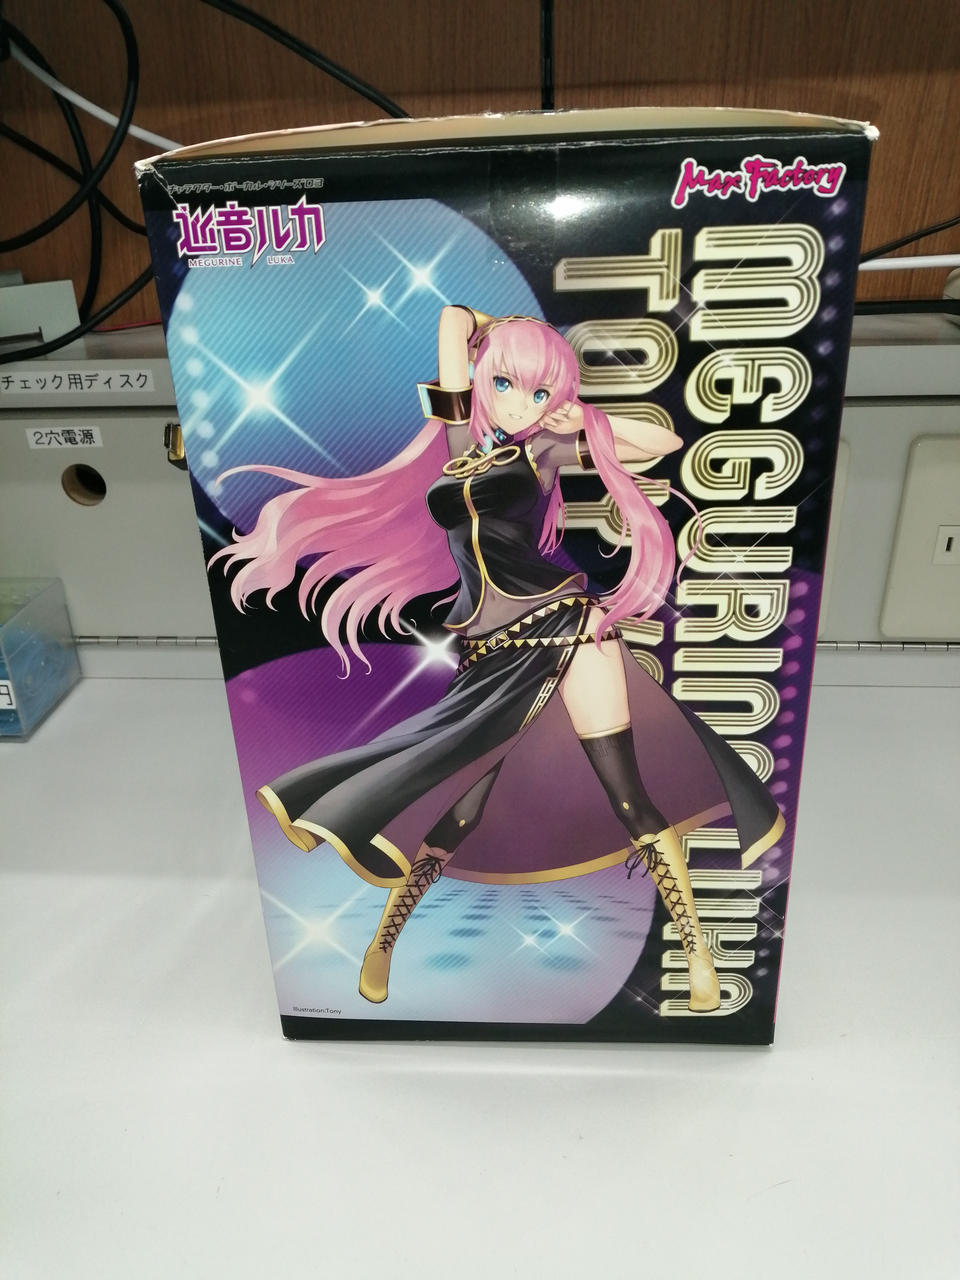 キャラクター・ボーカル・シリーズ03
巡音ルカ
MEGURINE LUKA
Max Factory
MEGURINE LUKA
TONY
チェック用ディスク
2穴電源
円
Illustration:Tony